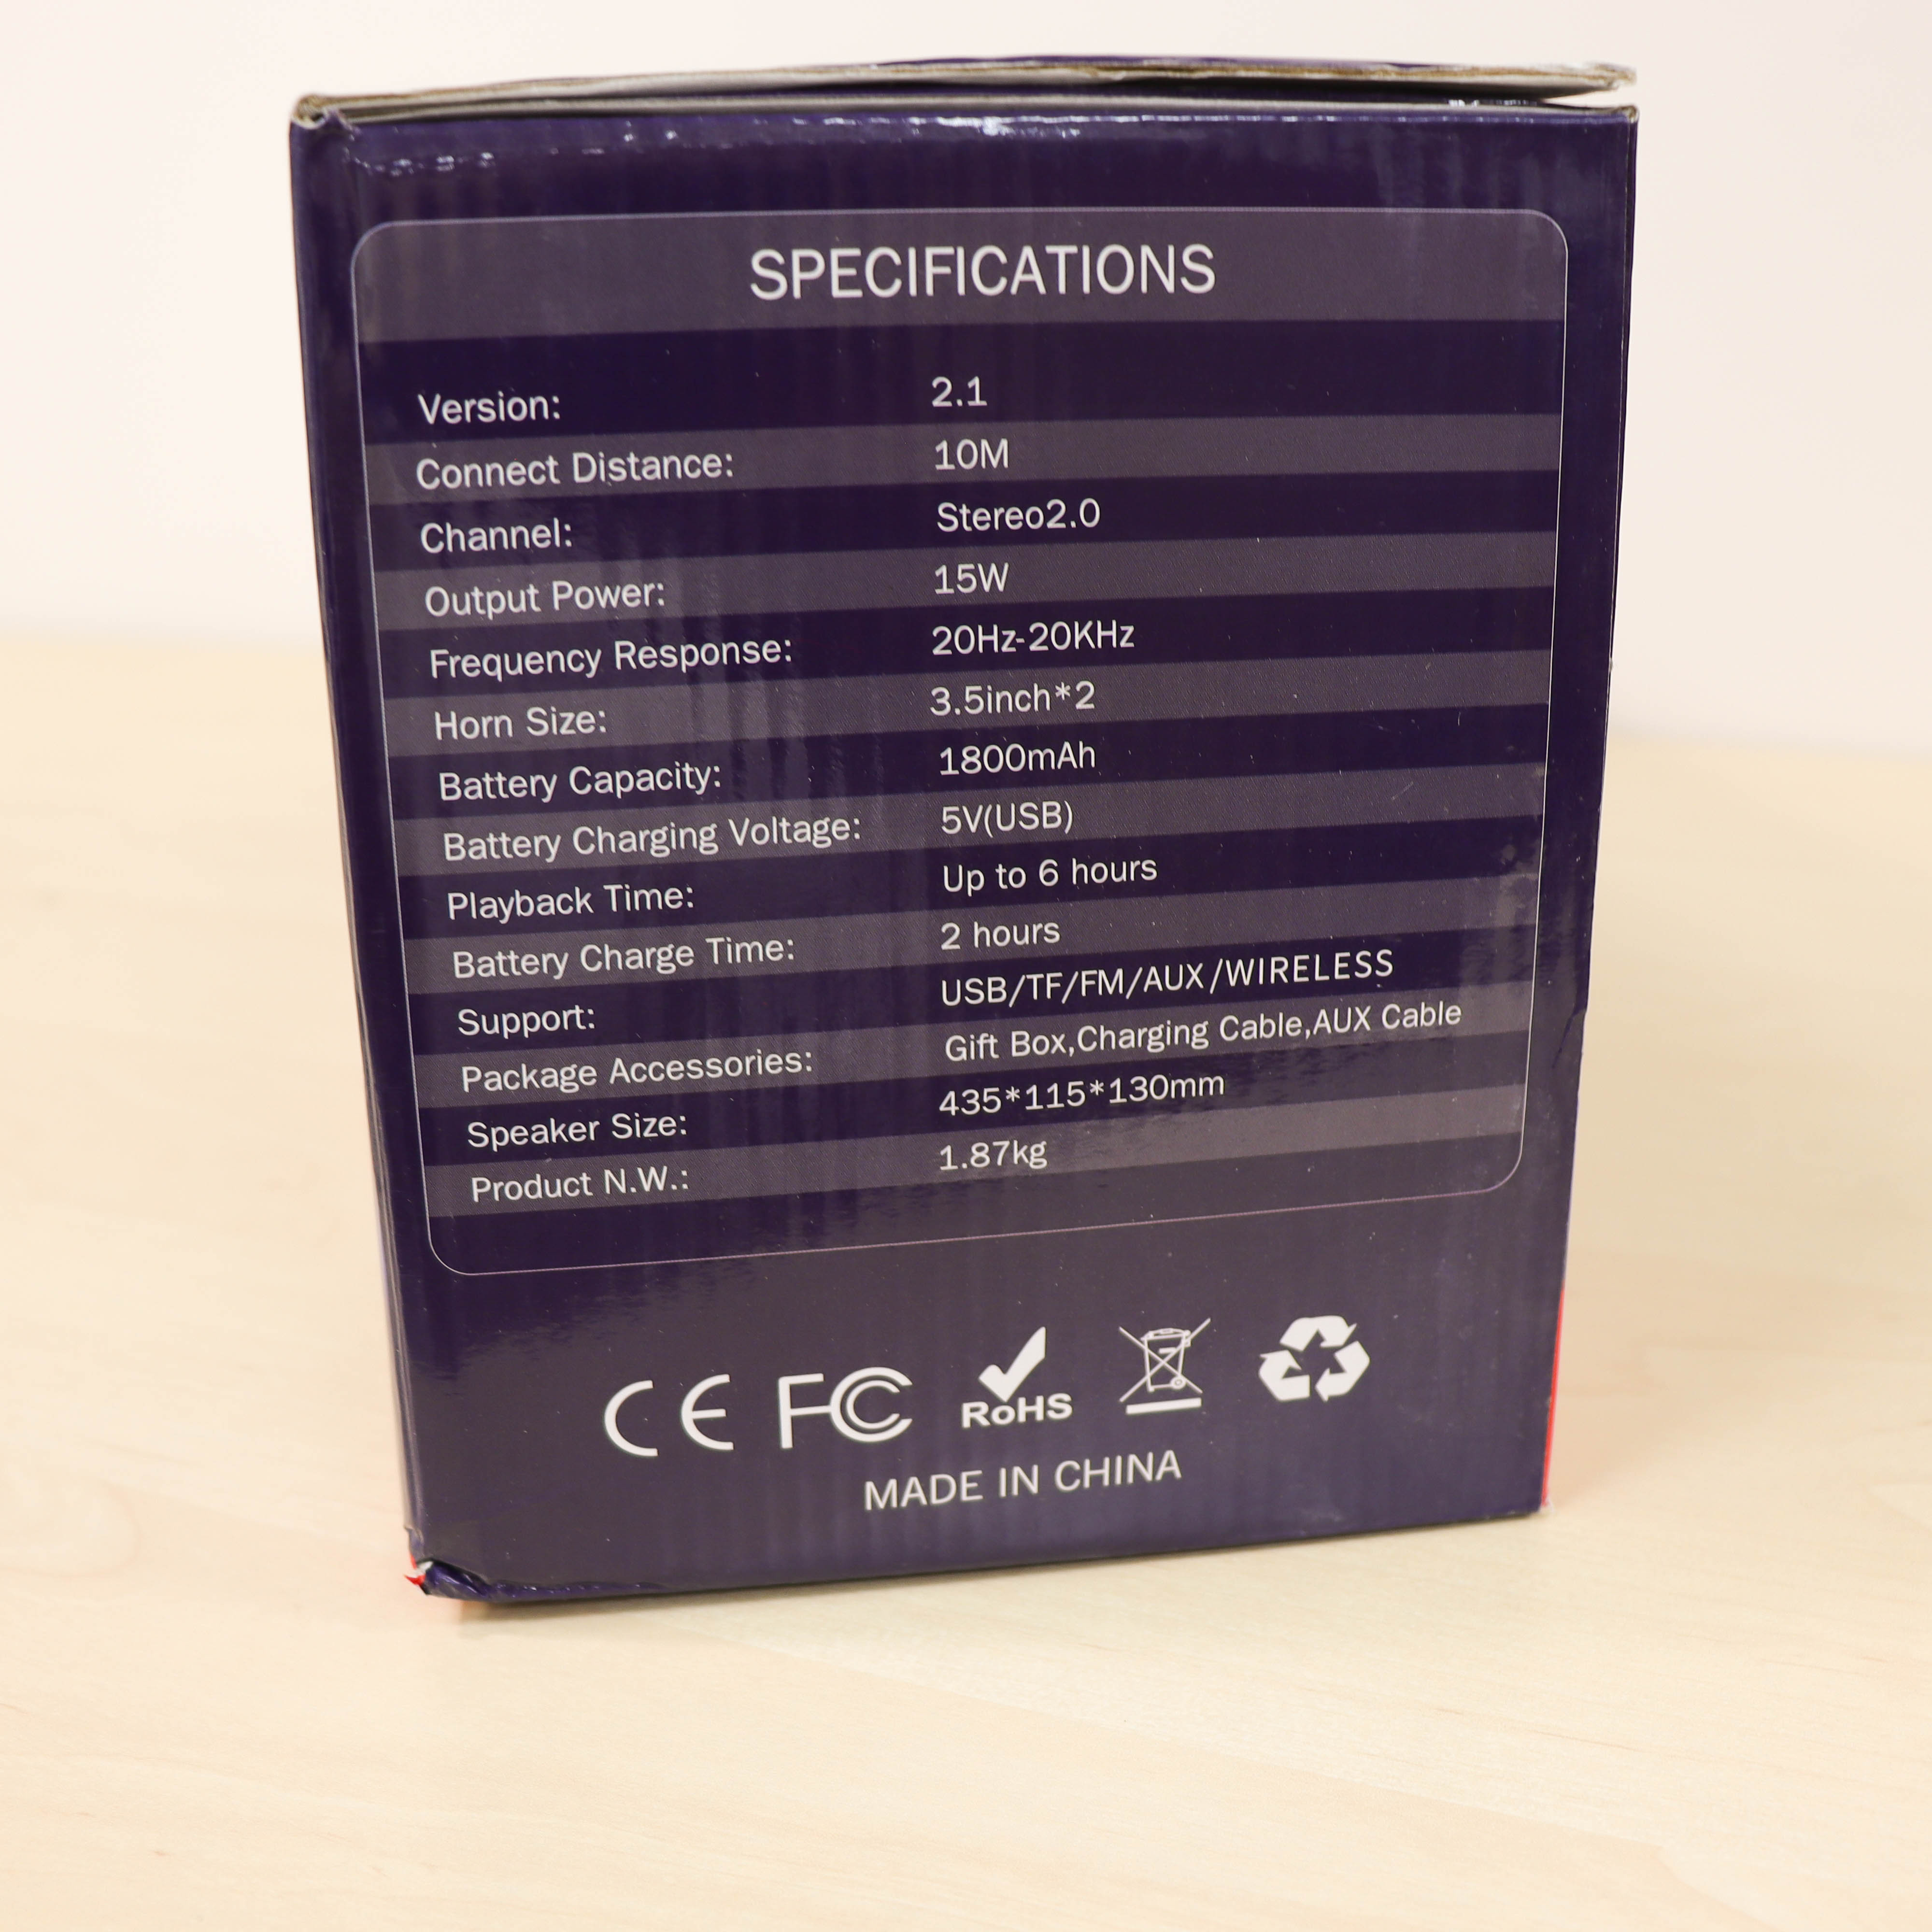 SPECIFICATIONS
Version: 2.1
Connect Distance: 10M
Channel: Stereo2.0
Output Power: 15W
Frequency Response: 20Hz-20KHz
Horn Size: 3.5inch*2
Battery Capacity: 1800mAh
Battery Charging Voltage: 5V(USB)
Playback Time: Up to 6 hours
Battery Charge Time: 2 hours
Support: USB/TF/FM/AUX/WIRELESS
Package Accessories: Gift Box,Charging Cable,AUX Cable
Speaker Size: 435*115*130mm
Product N.W.: 1.87kg
CE FC RoHS
MADE IN CHINA